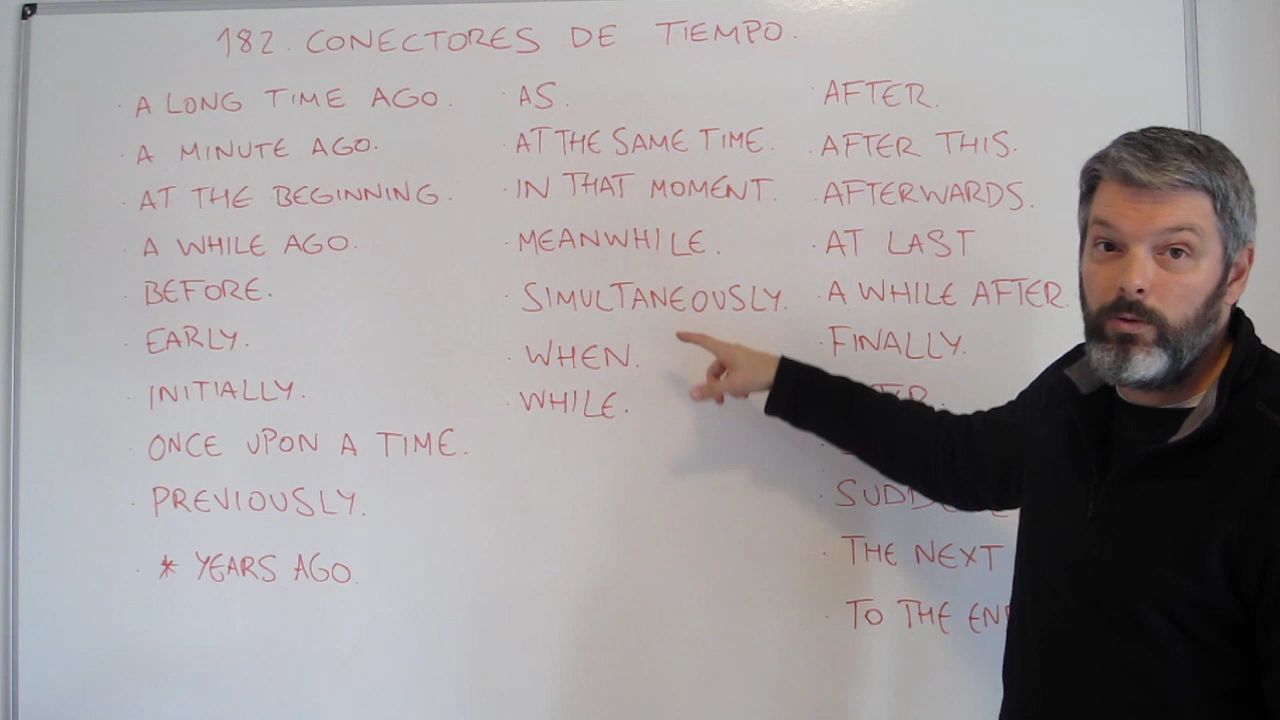 182. CONECTORES DE TIEMPO.
· A LONG TIME AGO.
· A MINUTE AGO.
· AT THE BEGINNING.
· A WHILE AGO.
· BEFORE.
· EARLY.
· INITIALLY.
· ONCE UPON A TIME.
· PREVIOUSLY.
· * YEARS AGO.
· AS.
· AT THE SAME TIME.
· IN THAT MOMENT.
· MEANWHILE.
· SIMULTANEOUSLY.
· WHEN.
· WHILE.
· AFTER.
· AFTER THIS.
· AFTERWARDS.
· AT LAST
· A WHILE AFTER.
· FINALLY.
· THE NEXT
· TO THE END